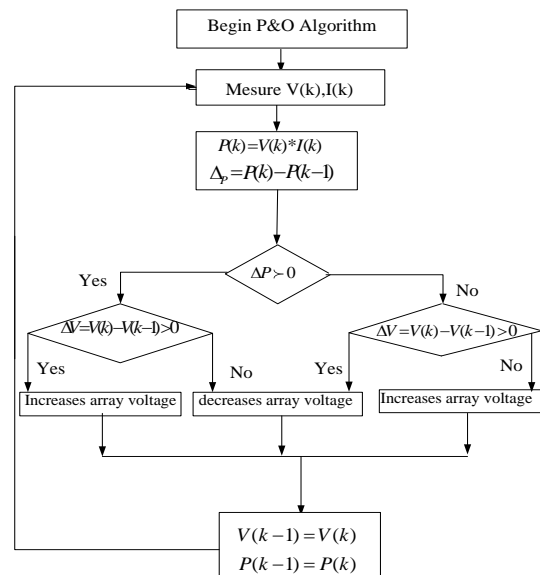 Begin P&O Algorithm
Mesure V(k),I(k)
P(k)=V(k)*I(k)
Δ_P=P(k)−P(k−1)
ΔP≻0
Yes
No
ΔV=V(k)−V(k−1)>0
ΔV=V(k)−V(k−1)>0
Yes
No
Yes
No
Increases array voltage
decreases array voltage
Increases array voltage
V(k−1)=V(k)
P(k−1)=P(k)